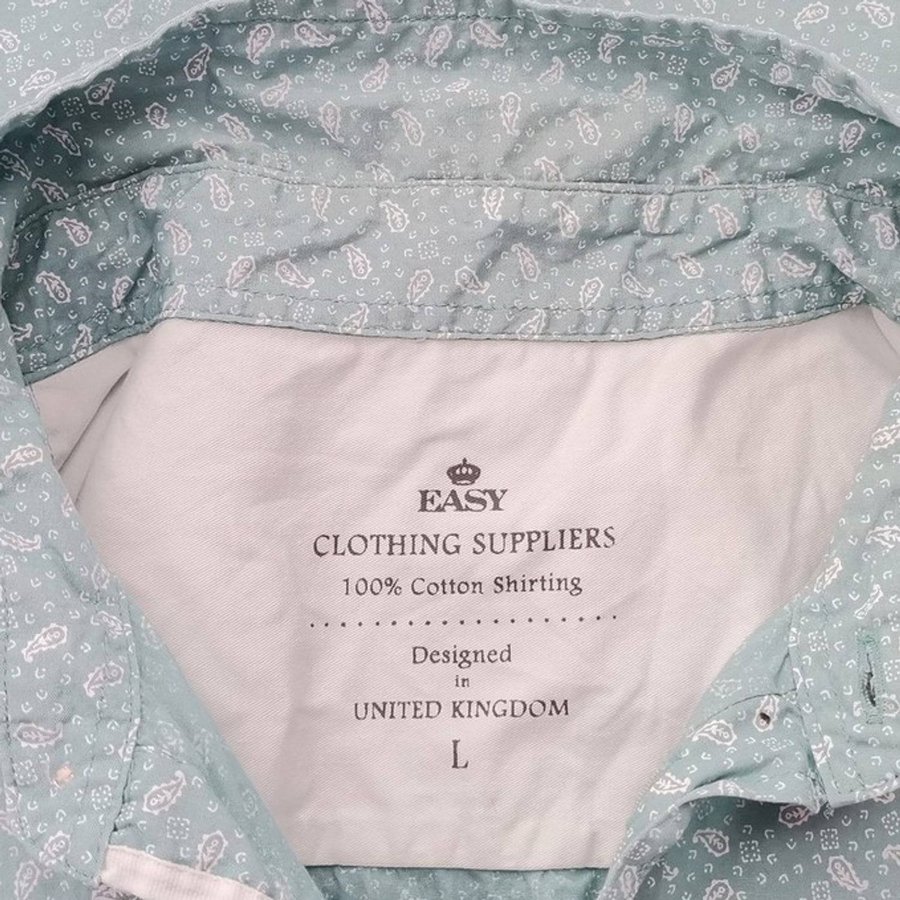 EASY
CLOTHING SUPPLIERS
100% Cotton Shirting
Designed
in
UNITED KINGDOM
L